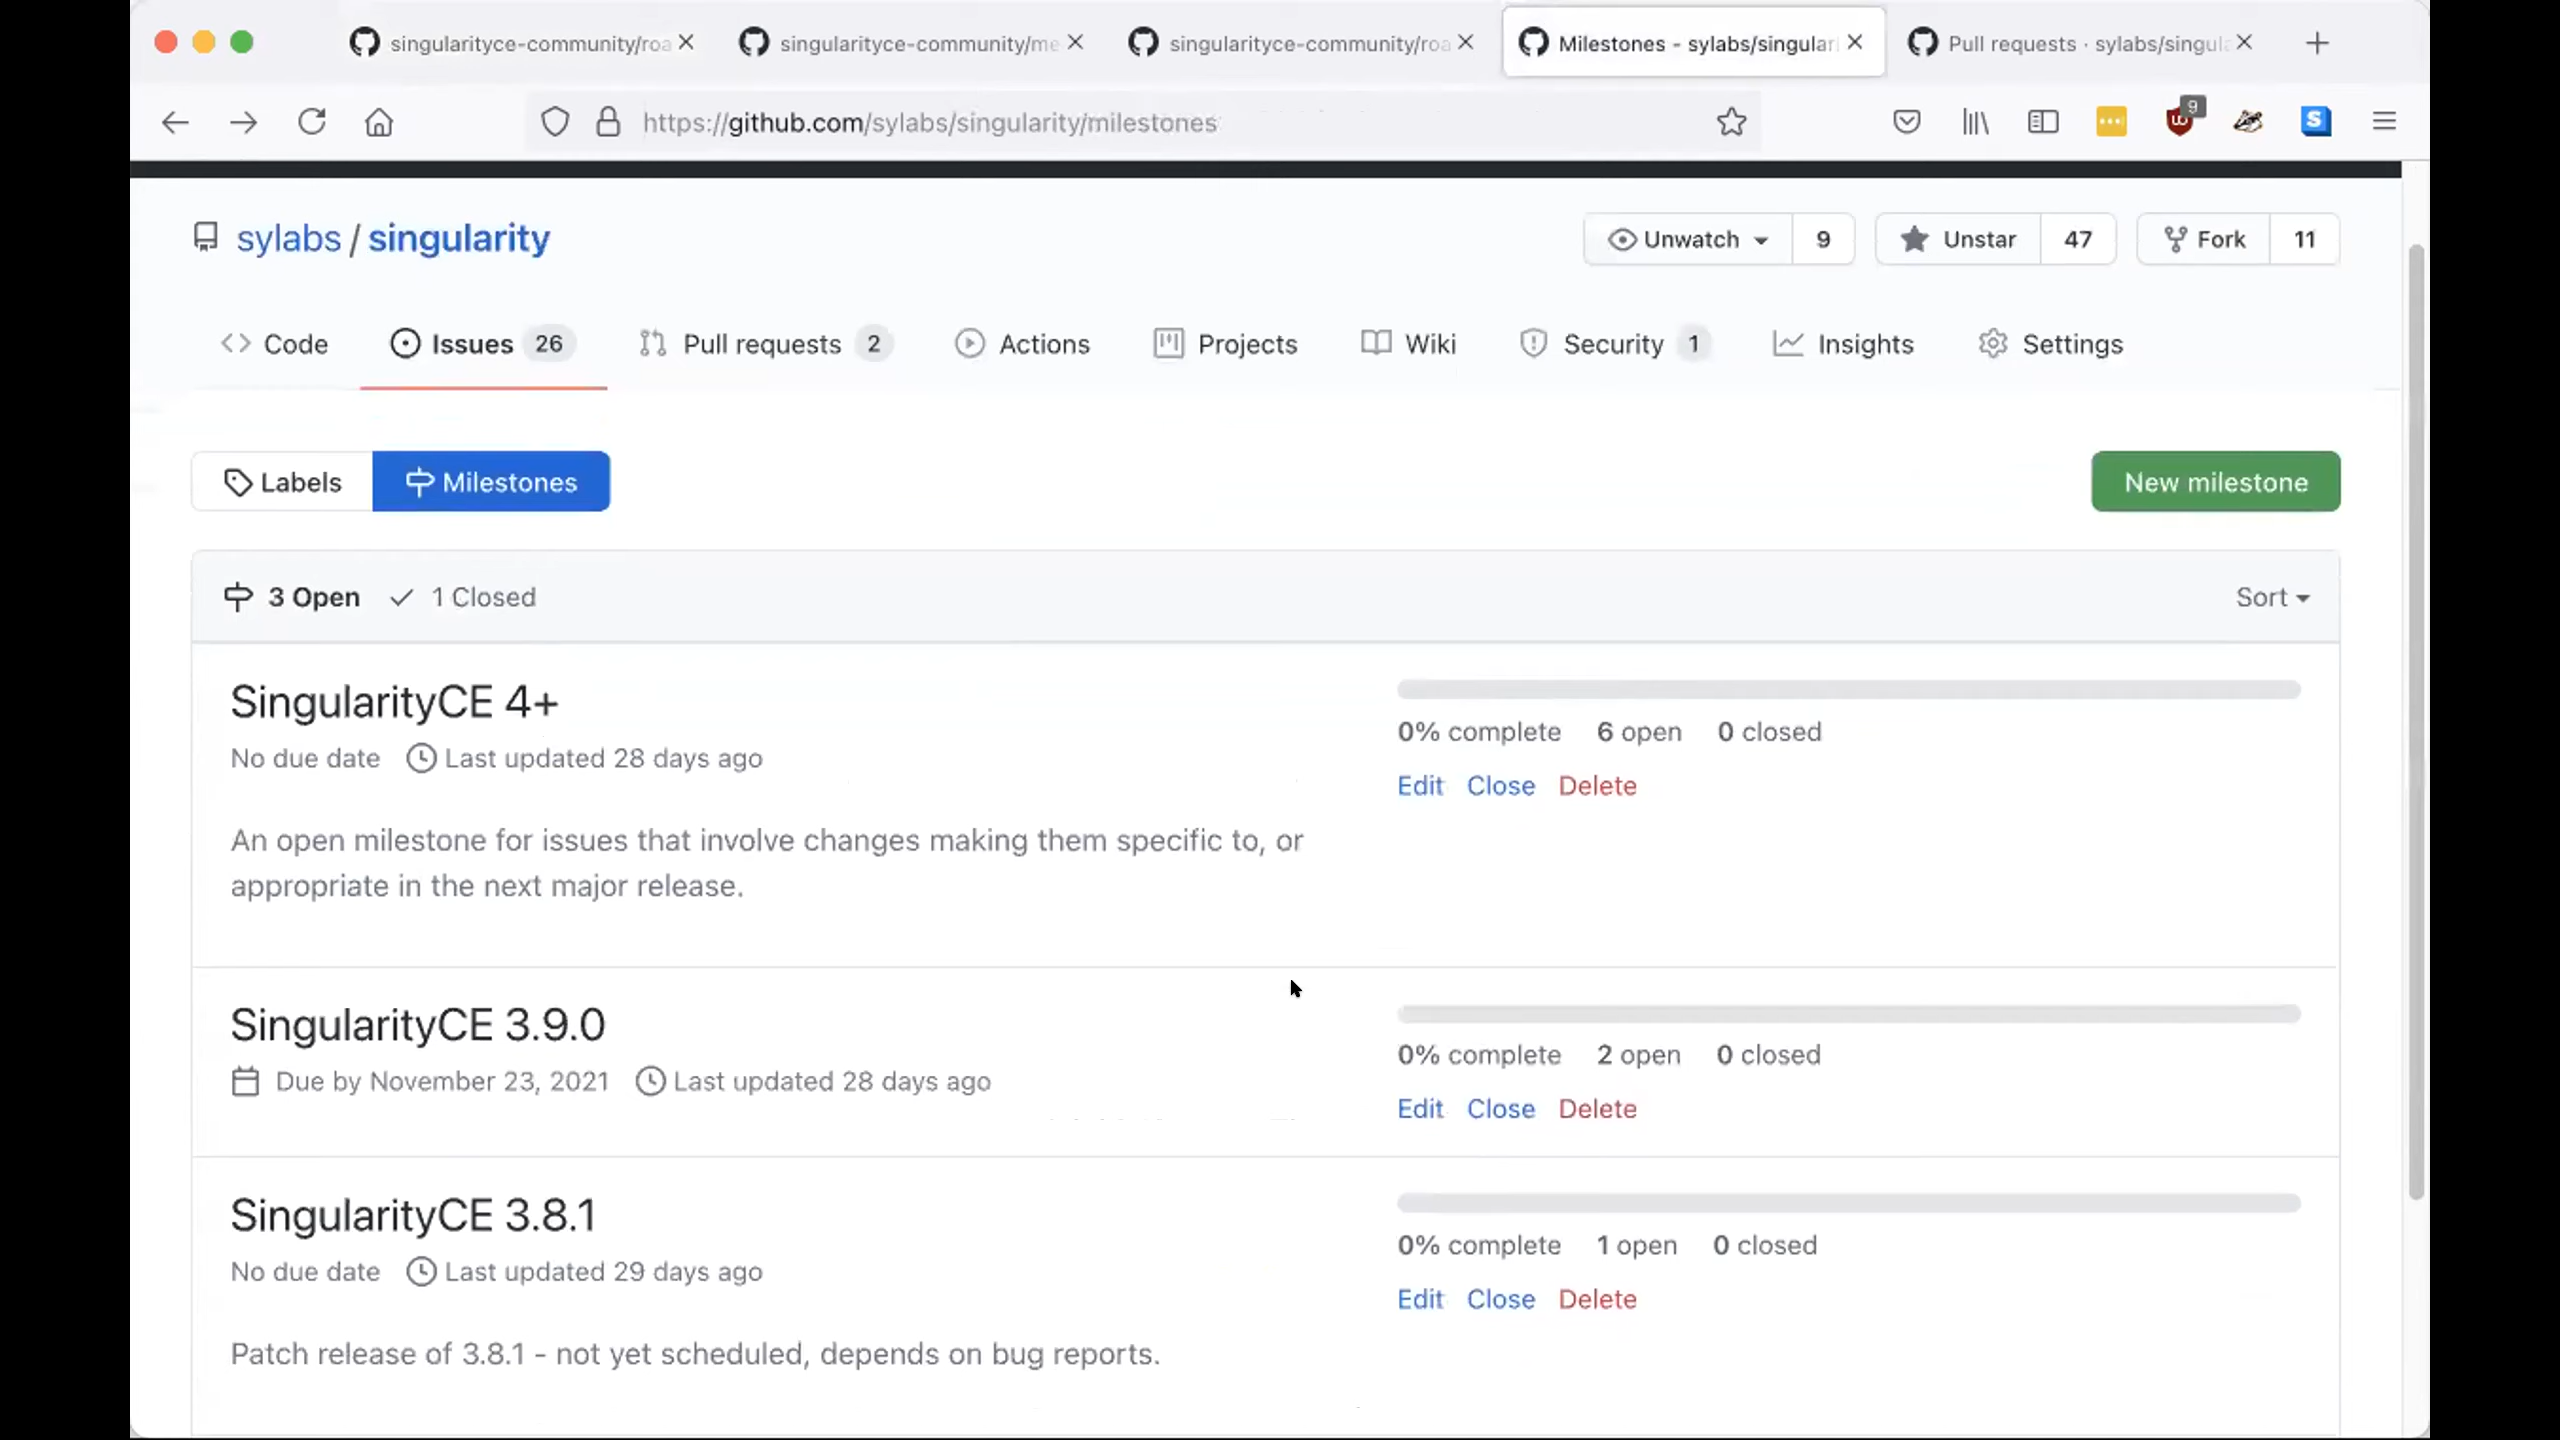 singularityce-community/roa
singularityce-community/me
singularityce-community/roa
Milestones - sylabs/singular
Pull requests · sylabs/singula
https://github.com/sylabs/singularity/milestones
9
sylabs / singularity
Unwatch 9
Unstar 47
Fork 11
Code
Issues 26
Pull requests 2
Actions
Projects
Wiki
Security 1
Insights
Settings
Labels
Milestones
New milestone
3 Open 1 Closed
Sort
SingularityCE 4+
No due date Last updated 28 days ago
An open milestone for issues that involve changes making them specific to, or
appropriate in the next major release.
0% complete 6 open 0 closed
Edit Close Delete
SingularityCE 3.9.0
Due by November 23, 2021 Last updated 28 days ago
0% complete 2 open 0 closed
Edit Close Delete
SingularityCE 3.8.1
No due date Last updated 29 days ago
Patch release of 3.8.1 - not yet scheduled, depends on bug reports.
0% complete 1 open 0 closed
Edit Close Delete